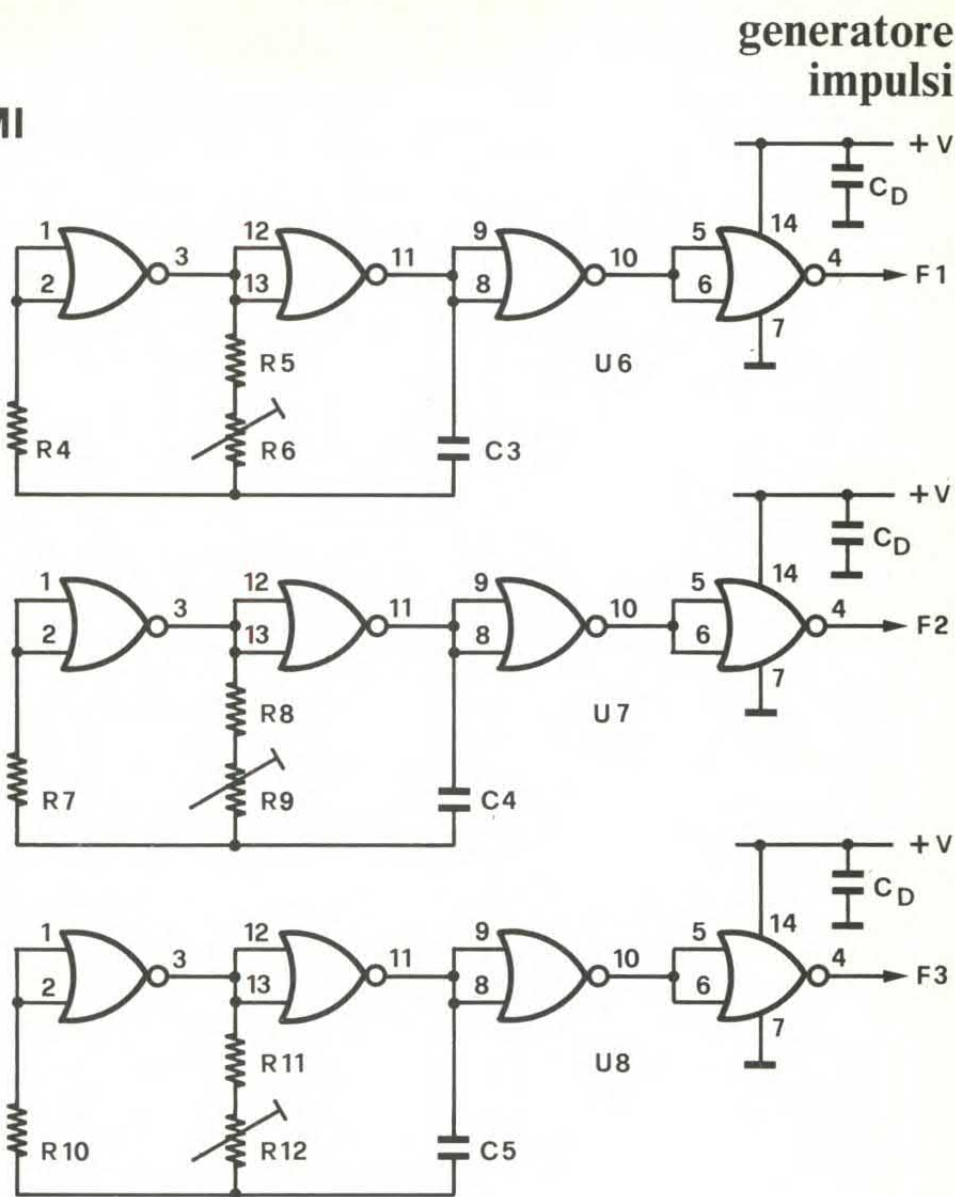 generatore
impulsi
MI
+ V
C D
1 3 12 11 9 10 5 14 4 F1
2 13 8 6 7
R5 U6
R4 R6 C3
+ V
C D
1 3 12 11 9 10 5 14 4 F2
2 13 8 6 7
R8 U7
R7 R9 C4
+ V
C D
1 3 12 11 9 10 5 14 4 F3
2 13 8 6 7
R11 U8
R10 R12 C5